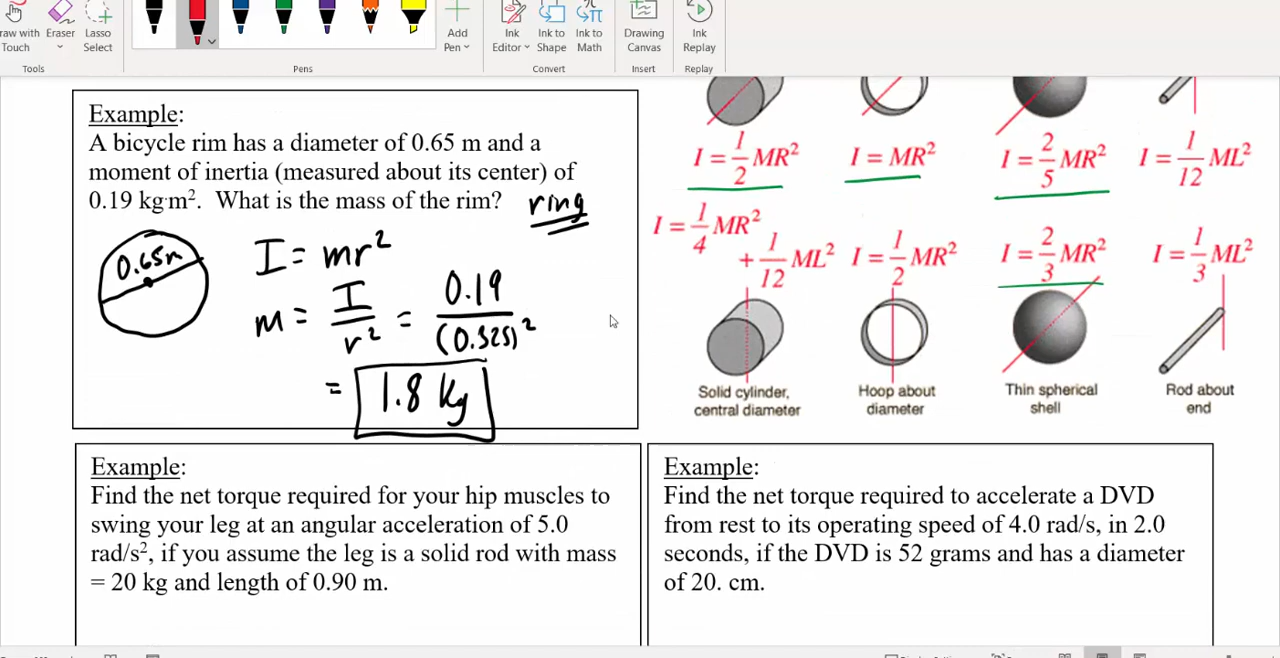 raw with
Touch
Eraser
Lasso
Select
Add
Pen
Ink
Editor
Ink to
Shape
Ink to
Math
Drawing
Canvas
Ink
Replay
Tools
Pens
Convert
Insert
Replay
Example:
A bicycle rim has a diameter of 0.65 m and a
moment of inertia (measured about its center) of
0.19 kg·m². What is the mass of the rim?
ring
0.65m
I = mr²
m = I/r² = 0.19/(0.325)²
= 1.8 kg
I = 1/2 MR²
I = MR²
I = 2/5 MR²
I = 1/12 ML²
I = 1/4 MR²
+ 1/12 ML²
I = 1/2 MR²
I = 2/3 MR²
I = 1/3 ML²
Solid cylinder,
central diameter
Hoop about
diameter
Thin spherical
shell
Rod about
end
Example:
Find the net torque required for your hip muscles to
swing your leg at an angular acceleration of 5.0
rad/s², if you assume the leg is a solid rod with mass
= 20 kg and length of 0.90 m.
Example:
Find the net torque required to accelerate a DVD
from rest to its operating speed of 4.0 rad/s, in 2.0
seconds, if the DVD is 52 grams and has a diameter
of 20. cm.